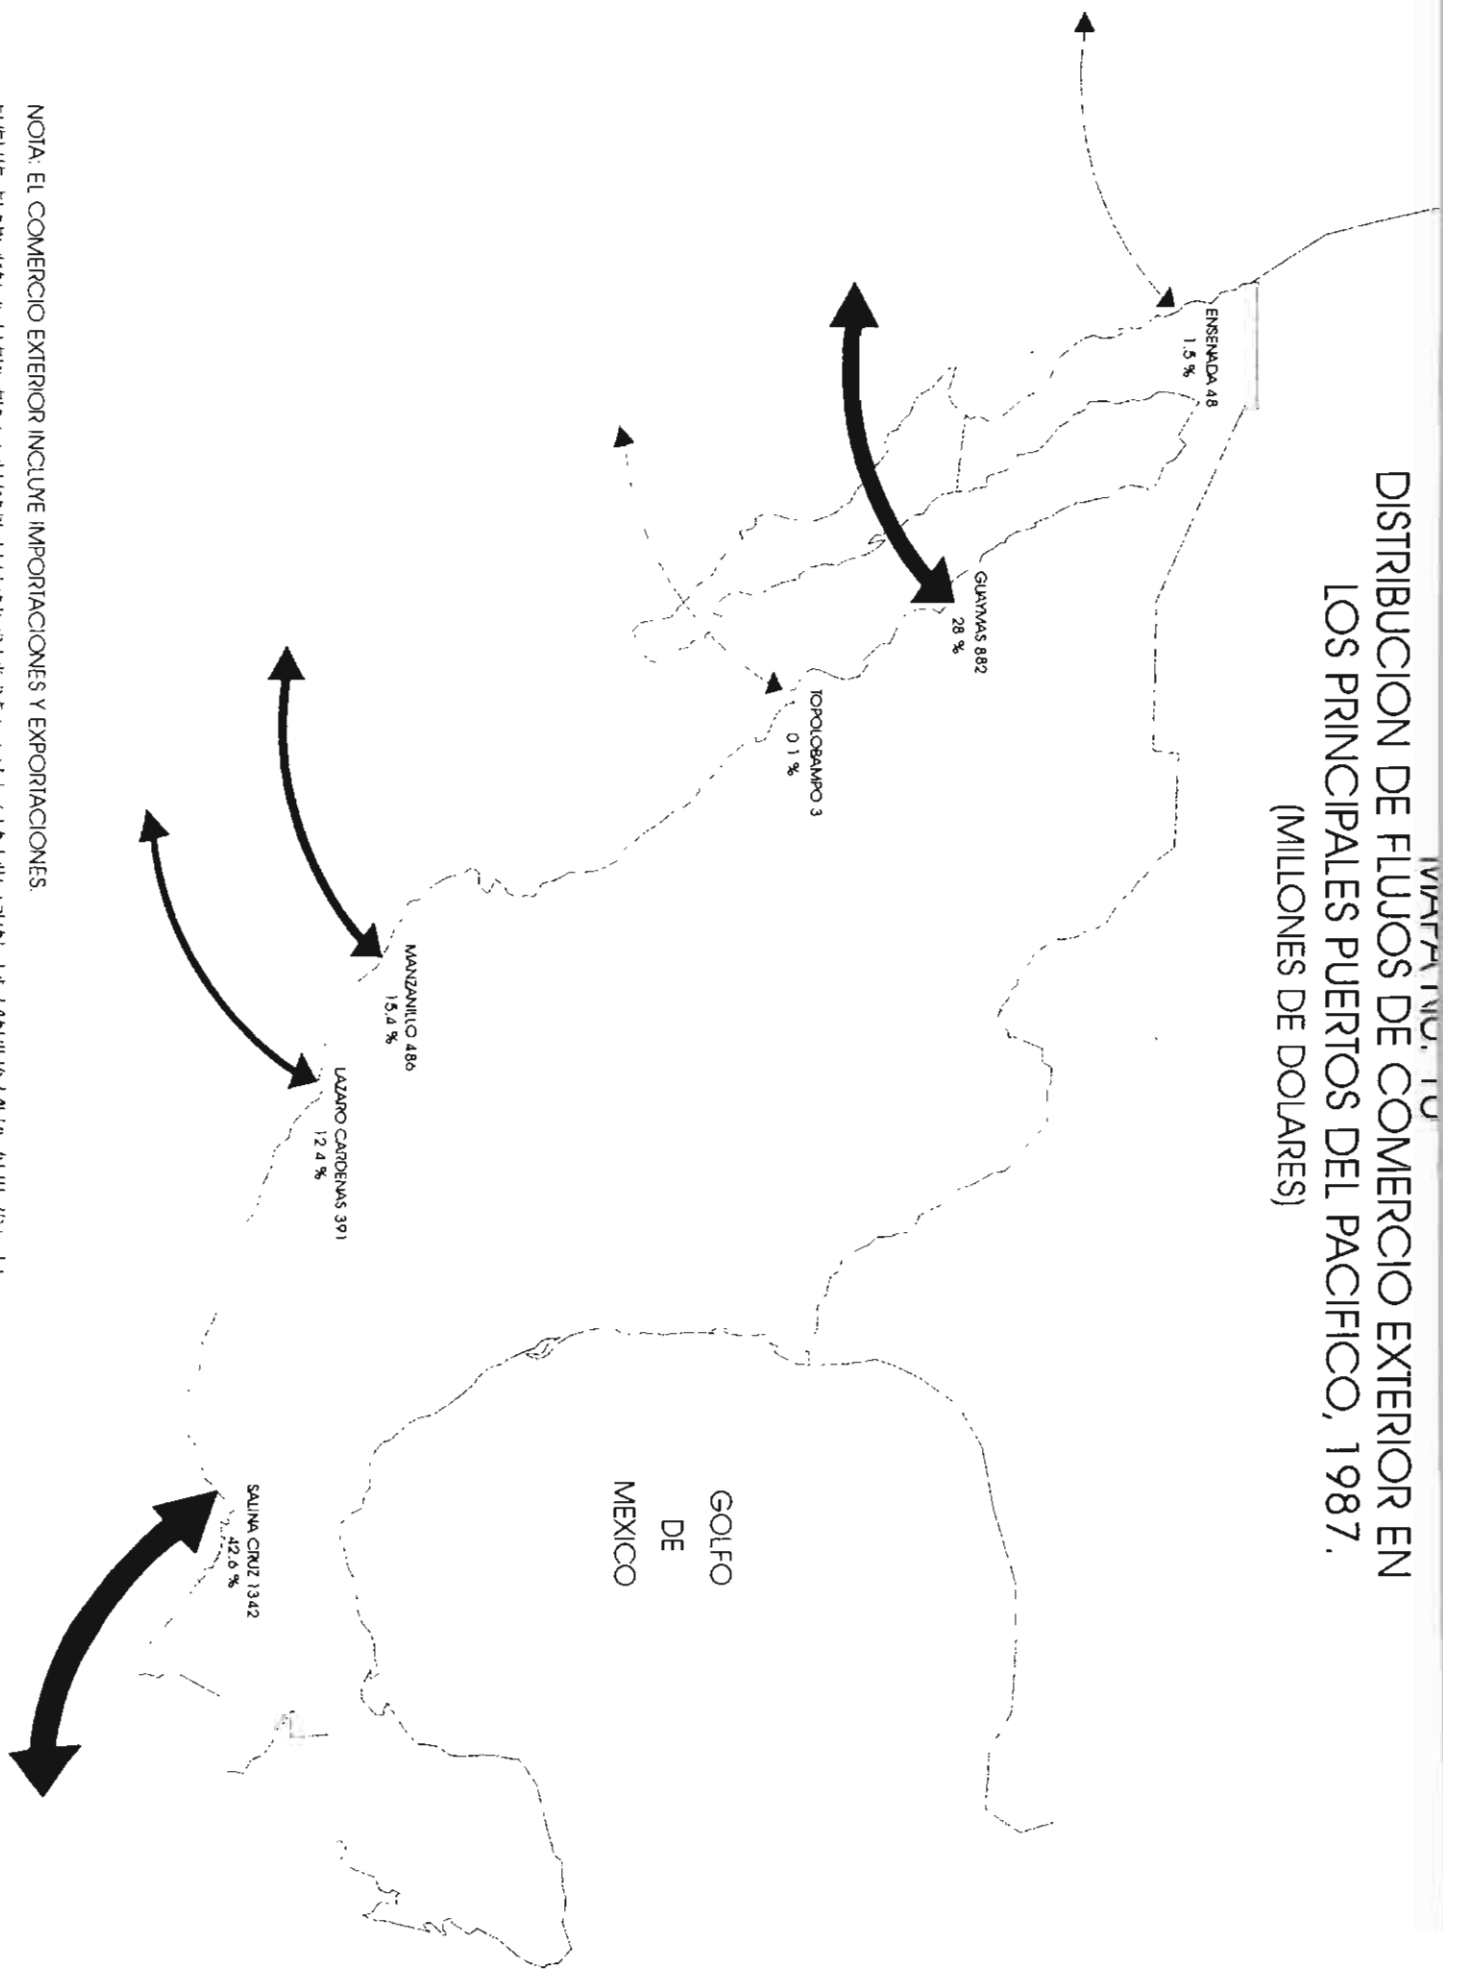 DISTRIBUCION DE FLUJOS DE COMERCIO EXTERIOR EN
LOS PRINCIPALES PUERTOS DEL PACIFICO, 1987.
(MILLONES DE DOLARES)
ENSENADA 48
1.5 %
GUAYMAS 882
28 %
TOPOLOBAMPO 3
0 1 %
MANZANILLO 486
15.4 %
LAZARO CARDENAS 391
12 4 %
GOLFO
DE
MEXICO
SALINA CRUZ 1342
42.6 %
NOTA: EL COMERCIO EXTERIOR INCLUYE IMPORTACIONES Y EXPORTACIONES.